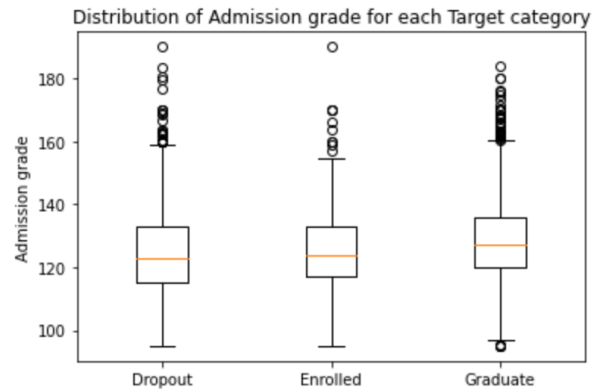 Distribution of Admission grade for each Target category
Admission grade
180
160
140
120
100
Dropout
Enrolled
Graduate